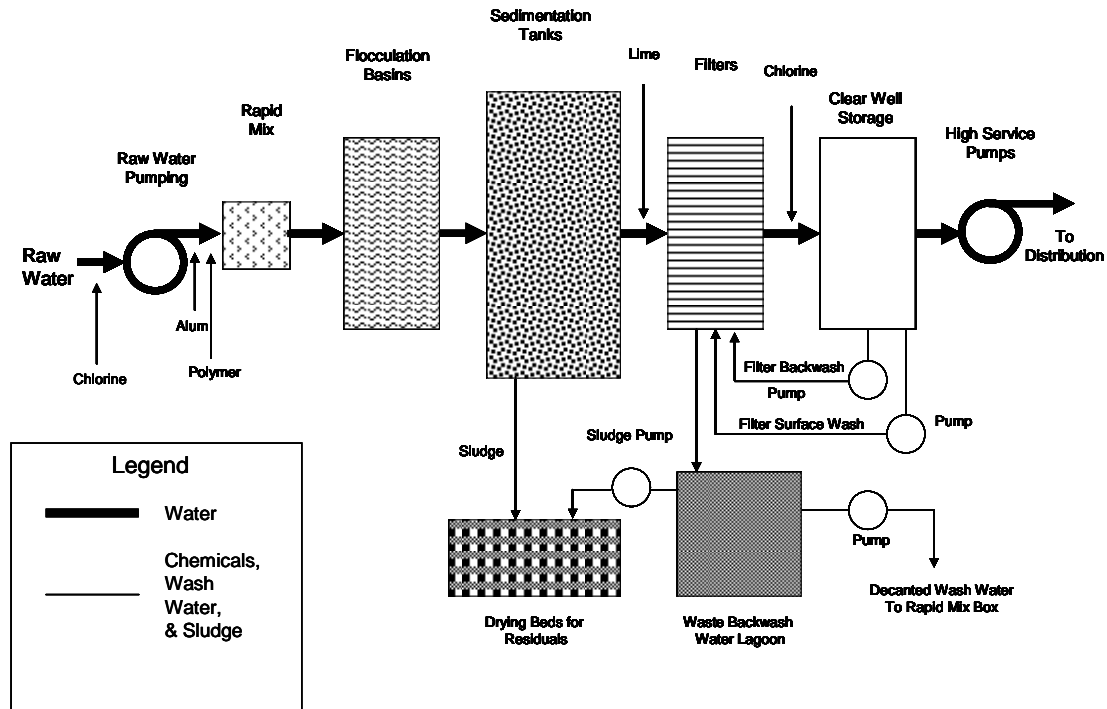 Sedimentation
Tanks
Flocculation
Basins
Lime
Filters
Chlorine
Clear Well
Storage
Rapid
Mix
High Service
Pumps
Raw Water
Pumping
Raw
Water
To
Distribution
Alum
Chlorine
Polymer
Filter Backwash
Pump
Filter Surface Wash
Pump
Sludge
Sludge Pump
Pump
Legend
Water
Chemicals,
Wash
Water,
& Sludge
Drying Beds for
Residuals
Waste Backwash
Water Lagoon
Decanted Wash Water
To Rapid Mix Box